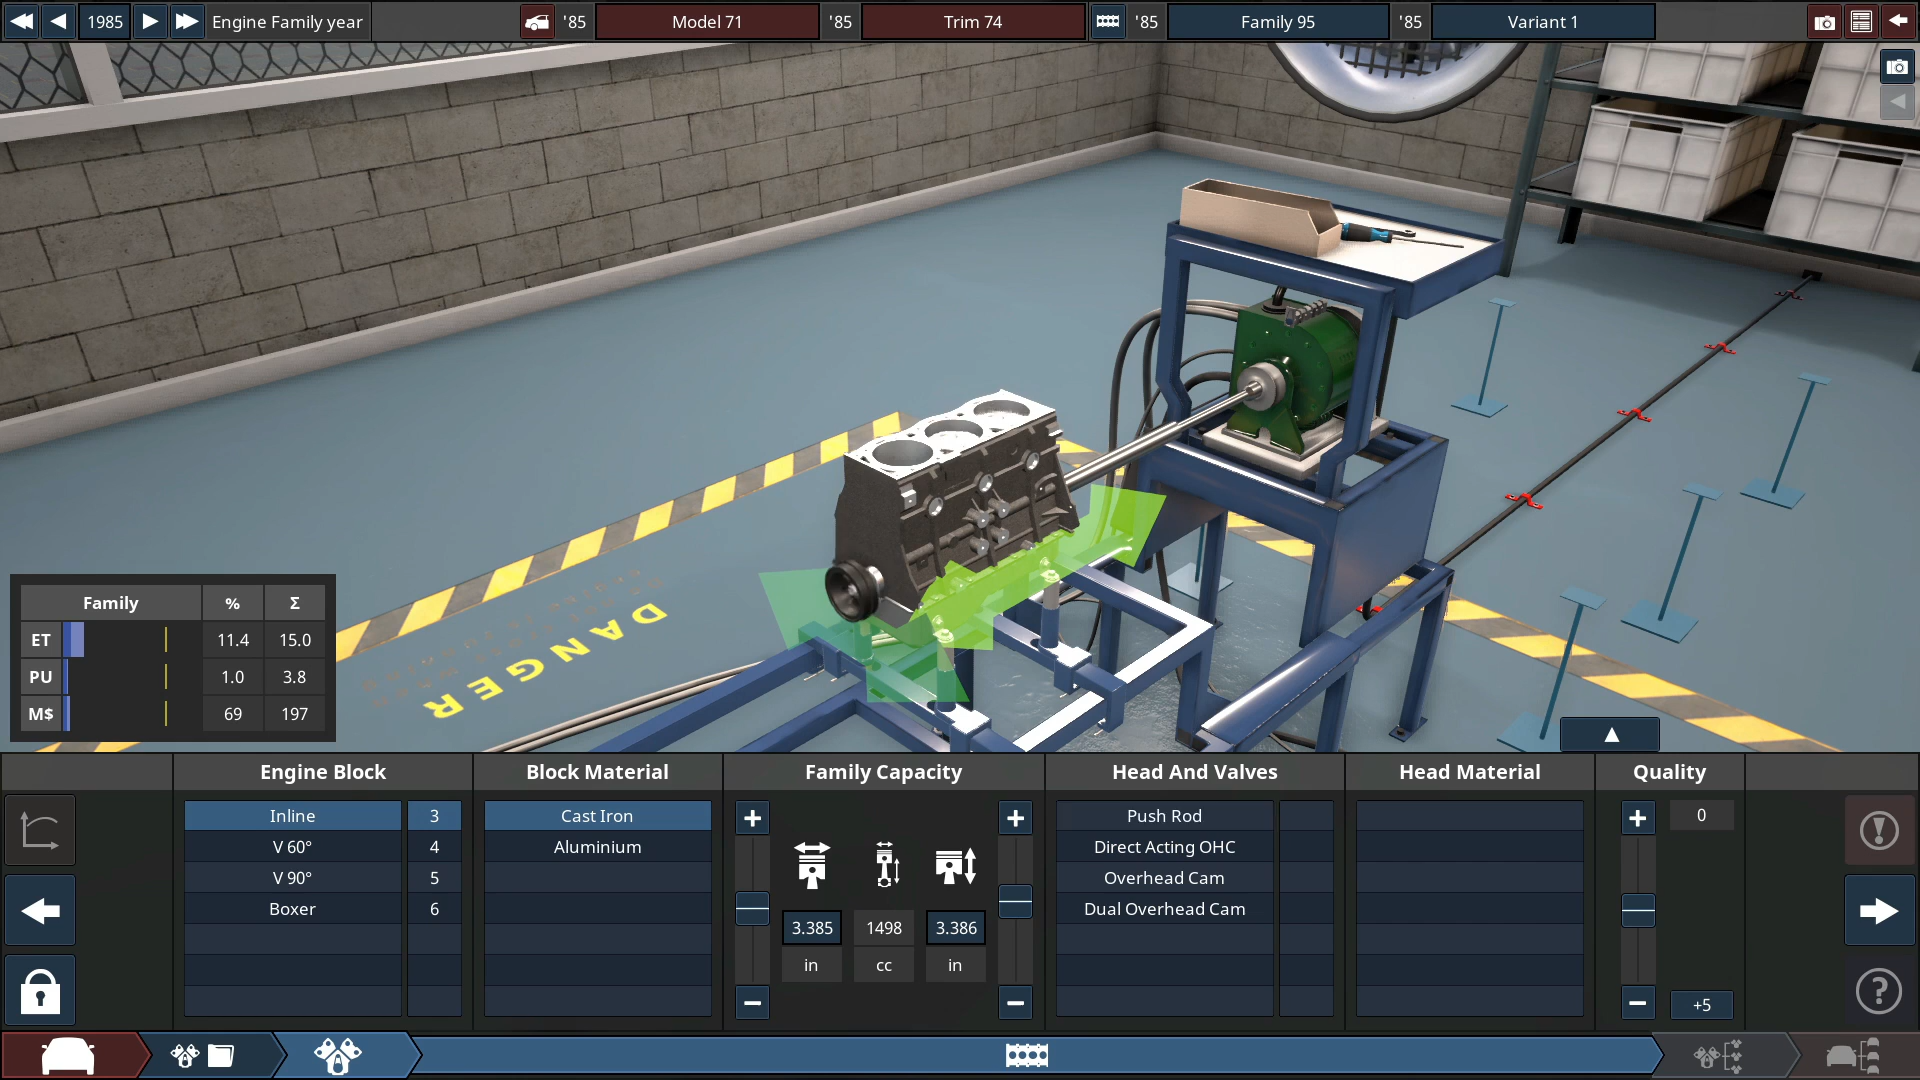 1985 Engine Family year '85 Model 71 '85 Trim 74 '85 Family 95 '85 Variant 1
DANGER
Family % Σ
ET 11.4 15.0
PU 1.0 3.8
M$ 69 197
Engine Block Block Material Family Capacity Head And Valves Head Material Quality
Inline 3 Cast Iron + + Push Rod + 0
V 60° 4 Aluminium Direct Acting OHC
V 90° 5 Overhead Cam
Boxer 6 3.385 1498 3.386 Dual Overhead Cam
in cc in
+5